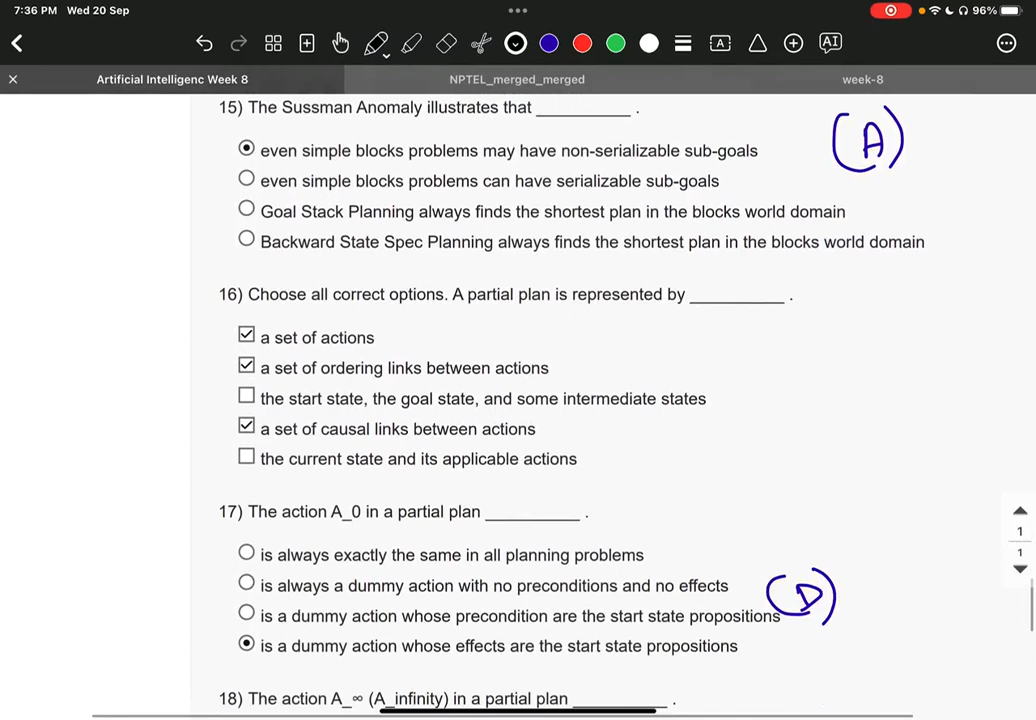 7:36 PM Wed 20 Sep
96%
A
AI
Artificial Intelligenc Week 8
NPTEL_merged_merged
week-8
15) The Sussman Anomaly illustrates that __________ .
(A)
even simple blocks problems may have non-serializable sub-goals
even simple blocks problems can have serializable sub-goals
Goal Stack Planning always finds the shortest plan in the blocks world domain
Backward State Spec Planning always finds the shortest plan in the blocks world domain
16) Choose all correct options. A partial plan is represented by __________ .
a set of actions
a set of ordering links between actions
the start state, the goal state, and some intermediate states
a set of causal links between actions
the current state and its applicable actions
17) The action A_0 in a partial plan __________ .
1
1
is always exactly the same in all planning problems
is always a dummy action with no preconditions and no effects
(D)
is a dummy action whose precondition are the start state propositions
is a dummy action whose effects are the start state propositions
18) The action A_∞ (A_infinity) in a partial plan __________ .